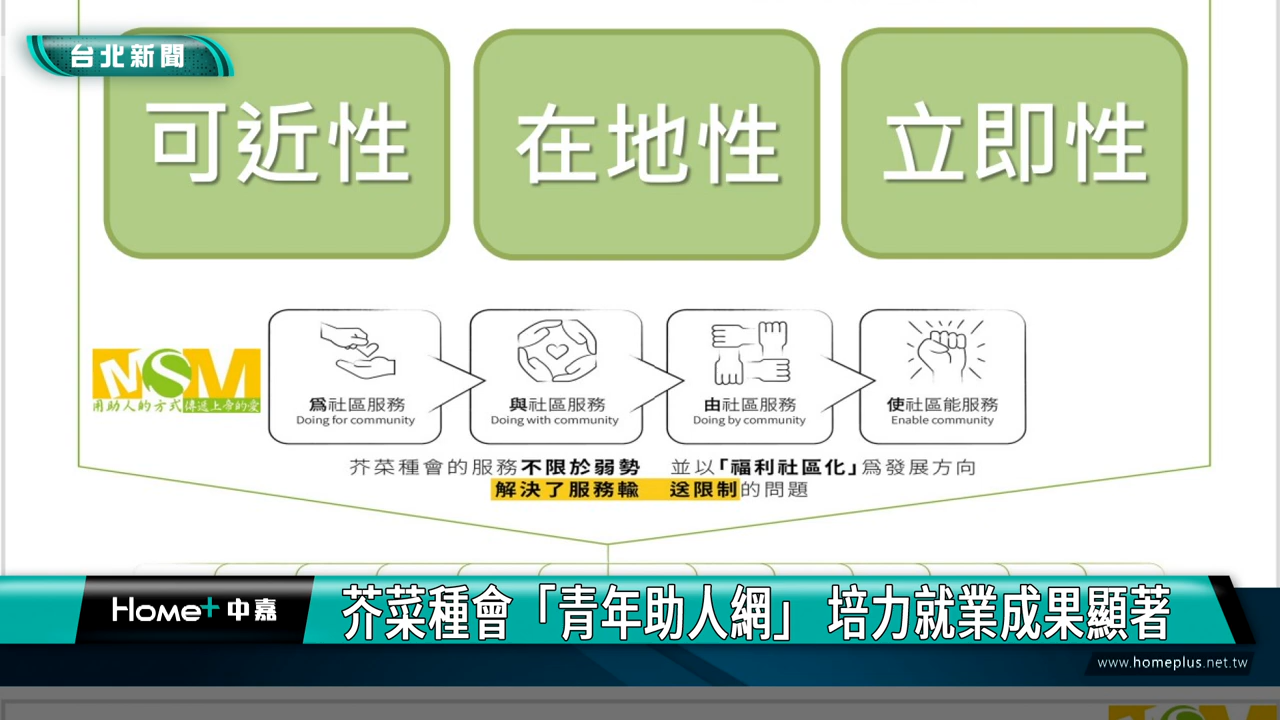 台北新聞
可近性
在地性
立即性
MSM
用助人的方式傳遞上帝的愛
為社區服務
Doing for community
與社區服務
Doing with community
由社區服務
Doing by community
使社區能服務
Enable community
芥菜種會的服務不限於弱勢 並以「福利社區化」為發展方向
解決了服務輸 送限制的問題
Home+中嘉
芥菜種會「青年助人網」 培力就業成果顯著
www.homeplus.net.tw